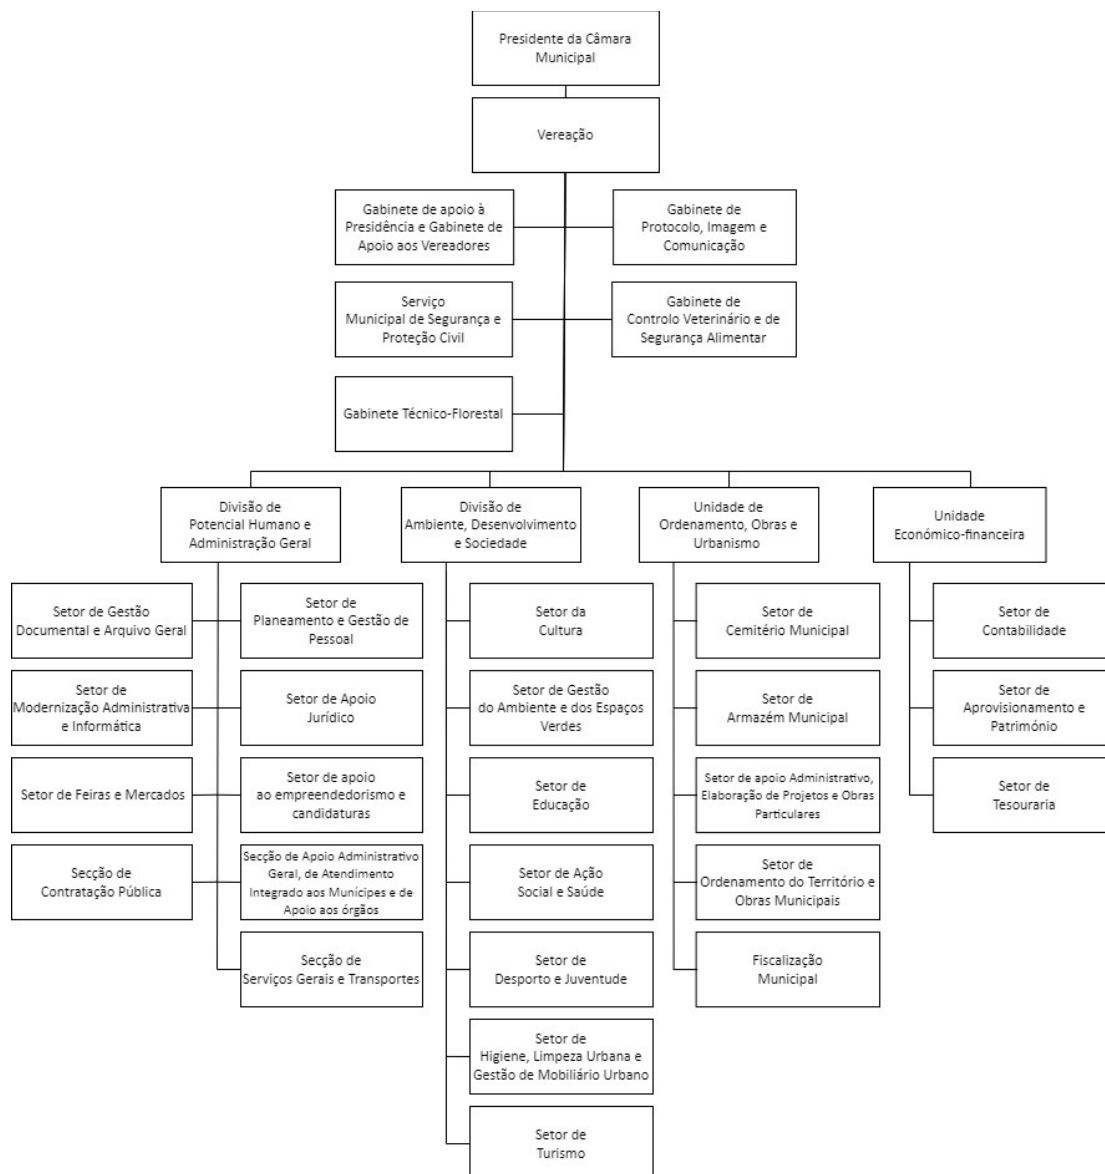 Presidente da Câmara
Municipal
Vereação
Gabinete de apoio à
Presidência e Gabinete de
Apoio aos Vereadores
Gabinete de
Protocolo, Imagem e
Comunicação
Serviço
Municipal de Segurança e
Proteção Civil
Gabinete de
Controlo Veterinário e de
Segurança Alimentar
Gabinete Técnico-Florestal
Divisão de
Potencial Humano e
Administração Geral
Divisão de
Ambiente, Desenvolvimento
e Sociedade
Unidade de
Ordenamento, Obras e
Urbanismo
Unidade
Económico-financeira
Setor de Gestão
Documental e Arquivo Geral
Setor de
Planeamento e Gestão de
Pessoal
Setor da
Cultura
Setor de
Cemitério Municipal
Setor de
Contabilidade
Setor de
Modernização Administrativa
e Informática
Setor de Apoio
Jurídico
Setor de Gestão
do Ambiente e dos Espaços
Verdes
Setor de
Armazém Municipal
Setor de
Aprovisionamento e
Património
Setor de Feiras e Mercados
Setor de apoio
ao empreendedorismo e
candidaturas
Setor de
Educação
Setor de apoio Administrativo,
Elaboração de Projetos e Obras
Particulares
Setor de
Tesouraria
Secção de
Contratação Pública
Secção de Apoio Administrativo
Geral, de Atendimento
Integrado aos Munícipes e de
Apoio aos órgãos
Setor de Ação
Social e Saúde
Setor de
Ordenamento do Território e
Obras Municipais
Secção de
Serviços Gerais e Transportes
Setor de
Desporto e Juventude
Fiscalização
Municipal
Setor de
Higiene, Limpeza Urbana e
Gestão de Mobiliário Urbano
Setor de
Turismo